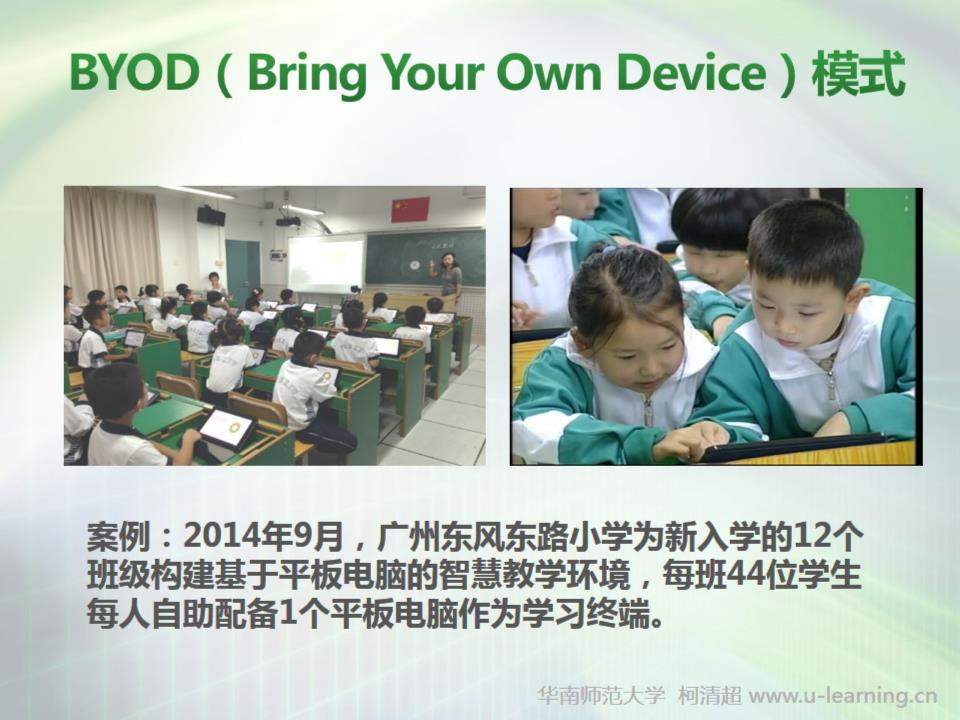 BYOD（Bring Your Own Device）模式
案例：2014年9月，广州东风东路小学为新入学的12个
班级构建基于平板电脑的智慧教学环境，每班44位学生
每人自助配备1个平板电脑作为学习终端。
华南师范大学 柯清超 www.u-learning.cn